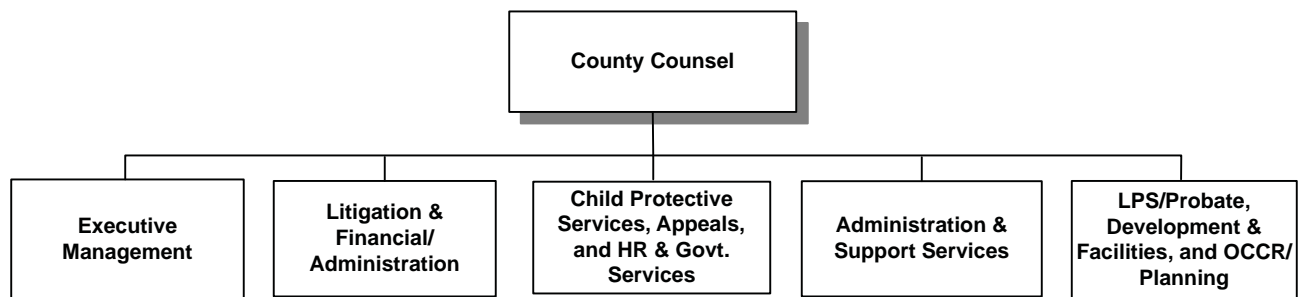 County Counsel
Executive
Management
Litigation &
Financial/
Administration
Child Protective
Services, Appeals,
and HR & Govt.
Services
Administration &
Support Services
LPS/Probate,
Development &
Facilities, and OCCR/
Planning